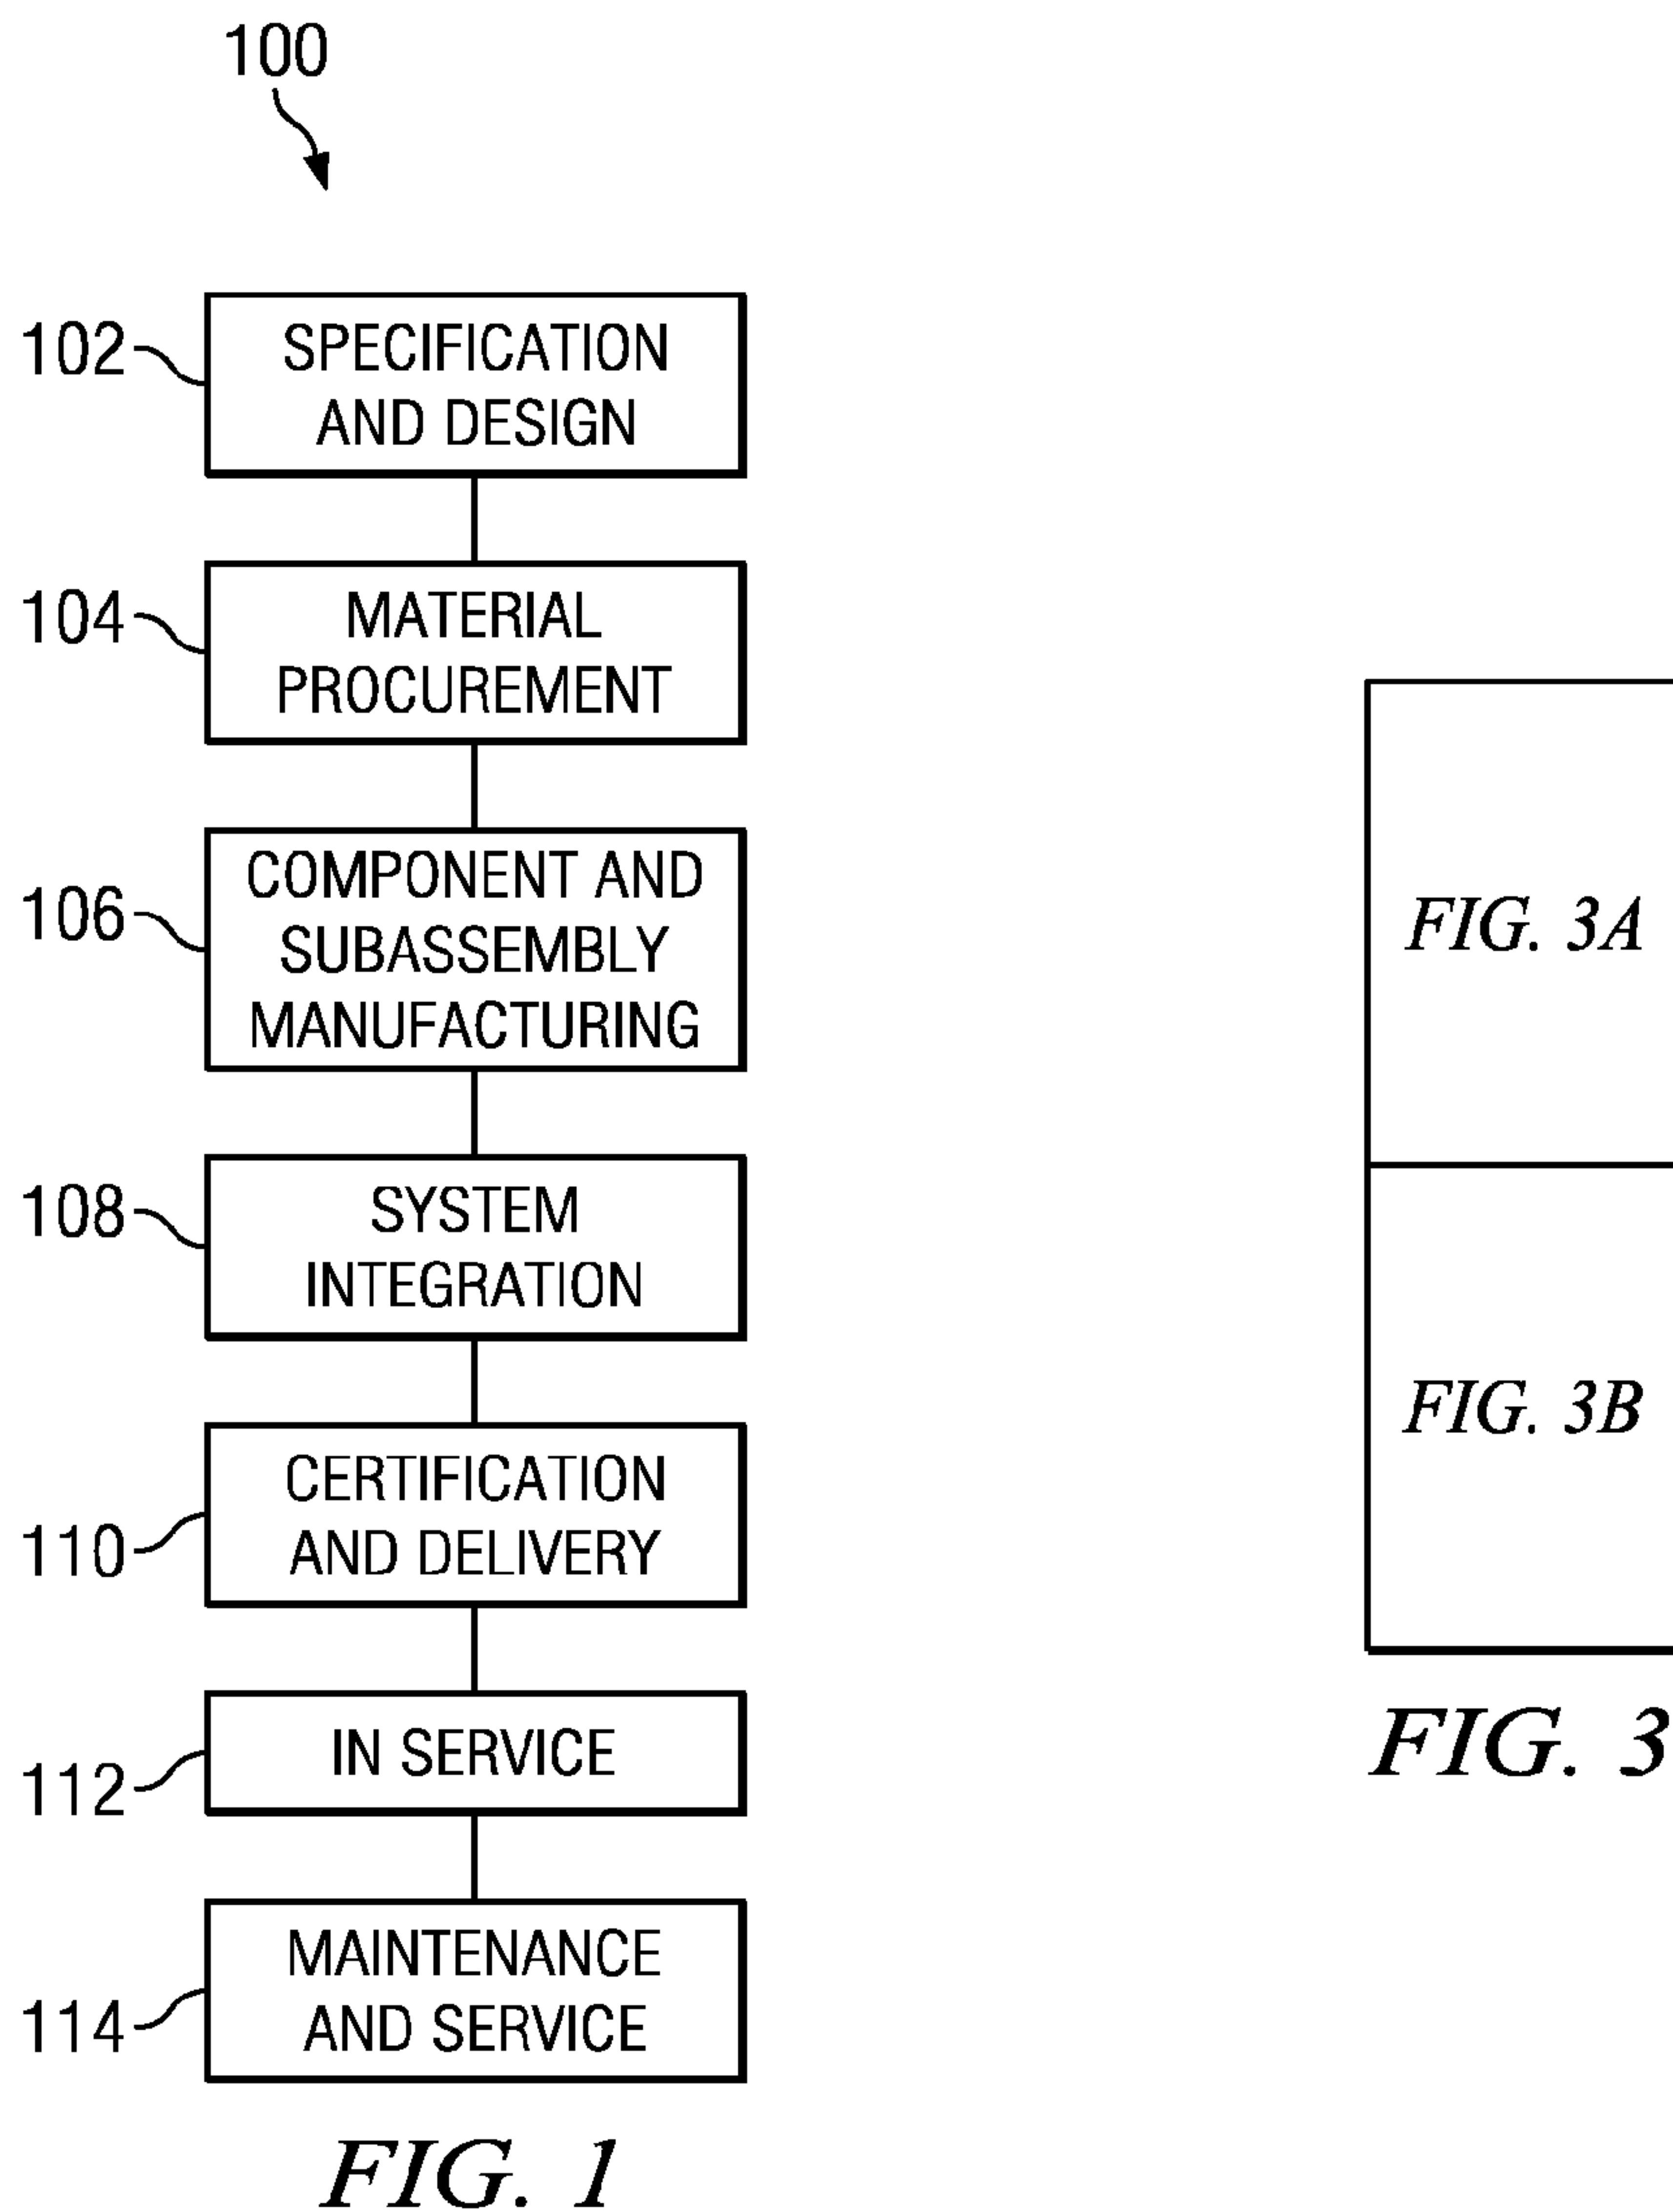 100
102
SPECIFICATION
AND DESIGN
104
MATERIAL
PROCUREMENT
106
COMPONENT AND
SUBASSEMBLY
MANUFACTURING
108
SYSTEM
INTEGRATION
110
CERTIFICATION
AND DELIVERY
112
IN SERVICE
114
MAINTENANCE
AND SERVICE
FIG. 1
FIG. 3A
FIG. 3B
FIG. 3